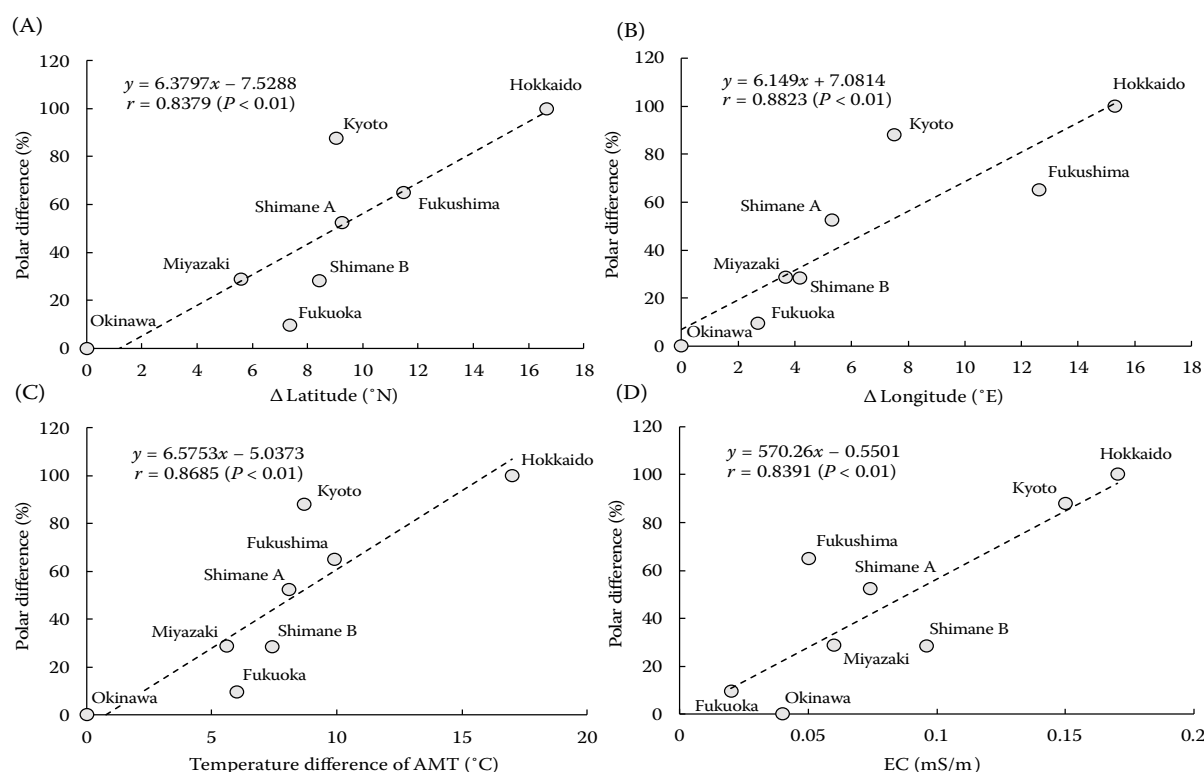 (A)
120
100
80
60
40
20
0
Polar difference (%)
y = 6.3797x – 7.5288
r = 0.8379 (P < 0.01)
Hokkaido
Kyoto
Shimane A
Fukushima
Miyazaki
Shimane B
Fukuoka
Okinawa
0 2 4 6 8 10 12 14 16 18
Δ Latitude (˚N)
(B)
120
100
80
60
40
20
0
Polar difference (%)
y = 6.149x + 7.0814
r = 0.8823 (P < 0.01)
Hokkaido
Kyoto
Fukushima
Shimane A
Miyazaki
Shimane B
Fukuoka
Okinawa
0 2 4 6 8 10 12 14 16 18
Δ Longitude (˚E)
(C)
120
100
80
60
40
20
0
Polar difference (%)
y = 6.5753x – 5.0373
r = 0.8685 (P < 0.01)
Hokkaido
Kyoto
Fukushima
Shimane A
Miyazaki
Shimane B
Fukuoka
Okinawa
0 5 10 15 20
Temperature difference of AMT (˚C)
(D)
120
100
80
60
40
20
0
Polar difference (%)
y = 570.26x – 0.5501
r = 0.8391 (P < 0.01)
Hokkaido
Kyoto
Fukushima
Shimane A
Shimane B
Miyazaki
Fukuoka
Okinawa
0 0.05 0.1 0.15 0.2
EC (mS/m)